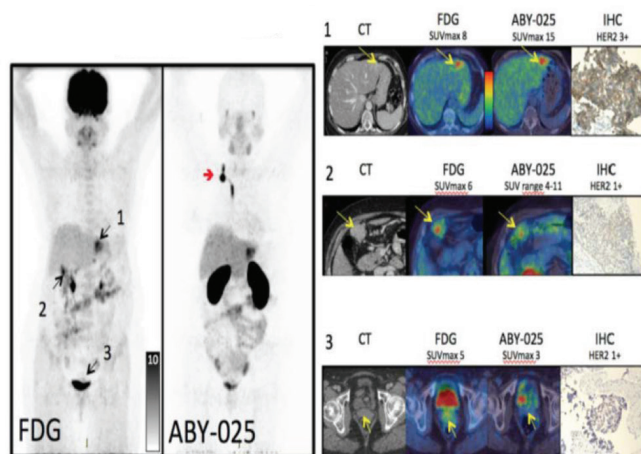 1
2
3
10
FDG
ABY-025
1
CT
FDG
SUVmax 8
ABY-025
SUVmax 15
IHC
HER2 3+
2
CT
FDG
SUVmax 6
ABY-025
SUV range 4-11
IHC
HER2 1+
3
CT
FDG
SUVmax 5
ABY-025
SUVmax 3
IHC
HER2 1+